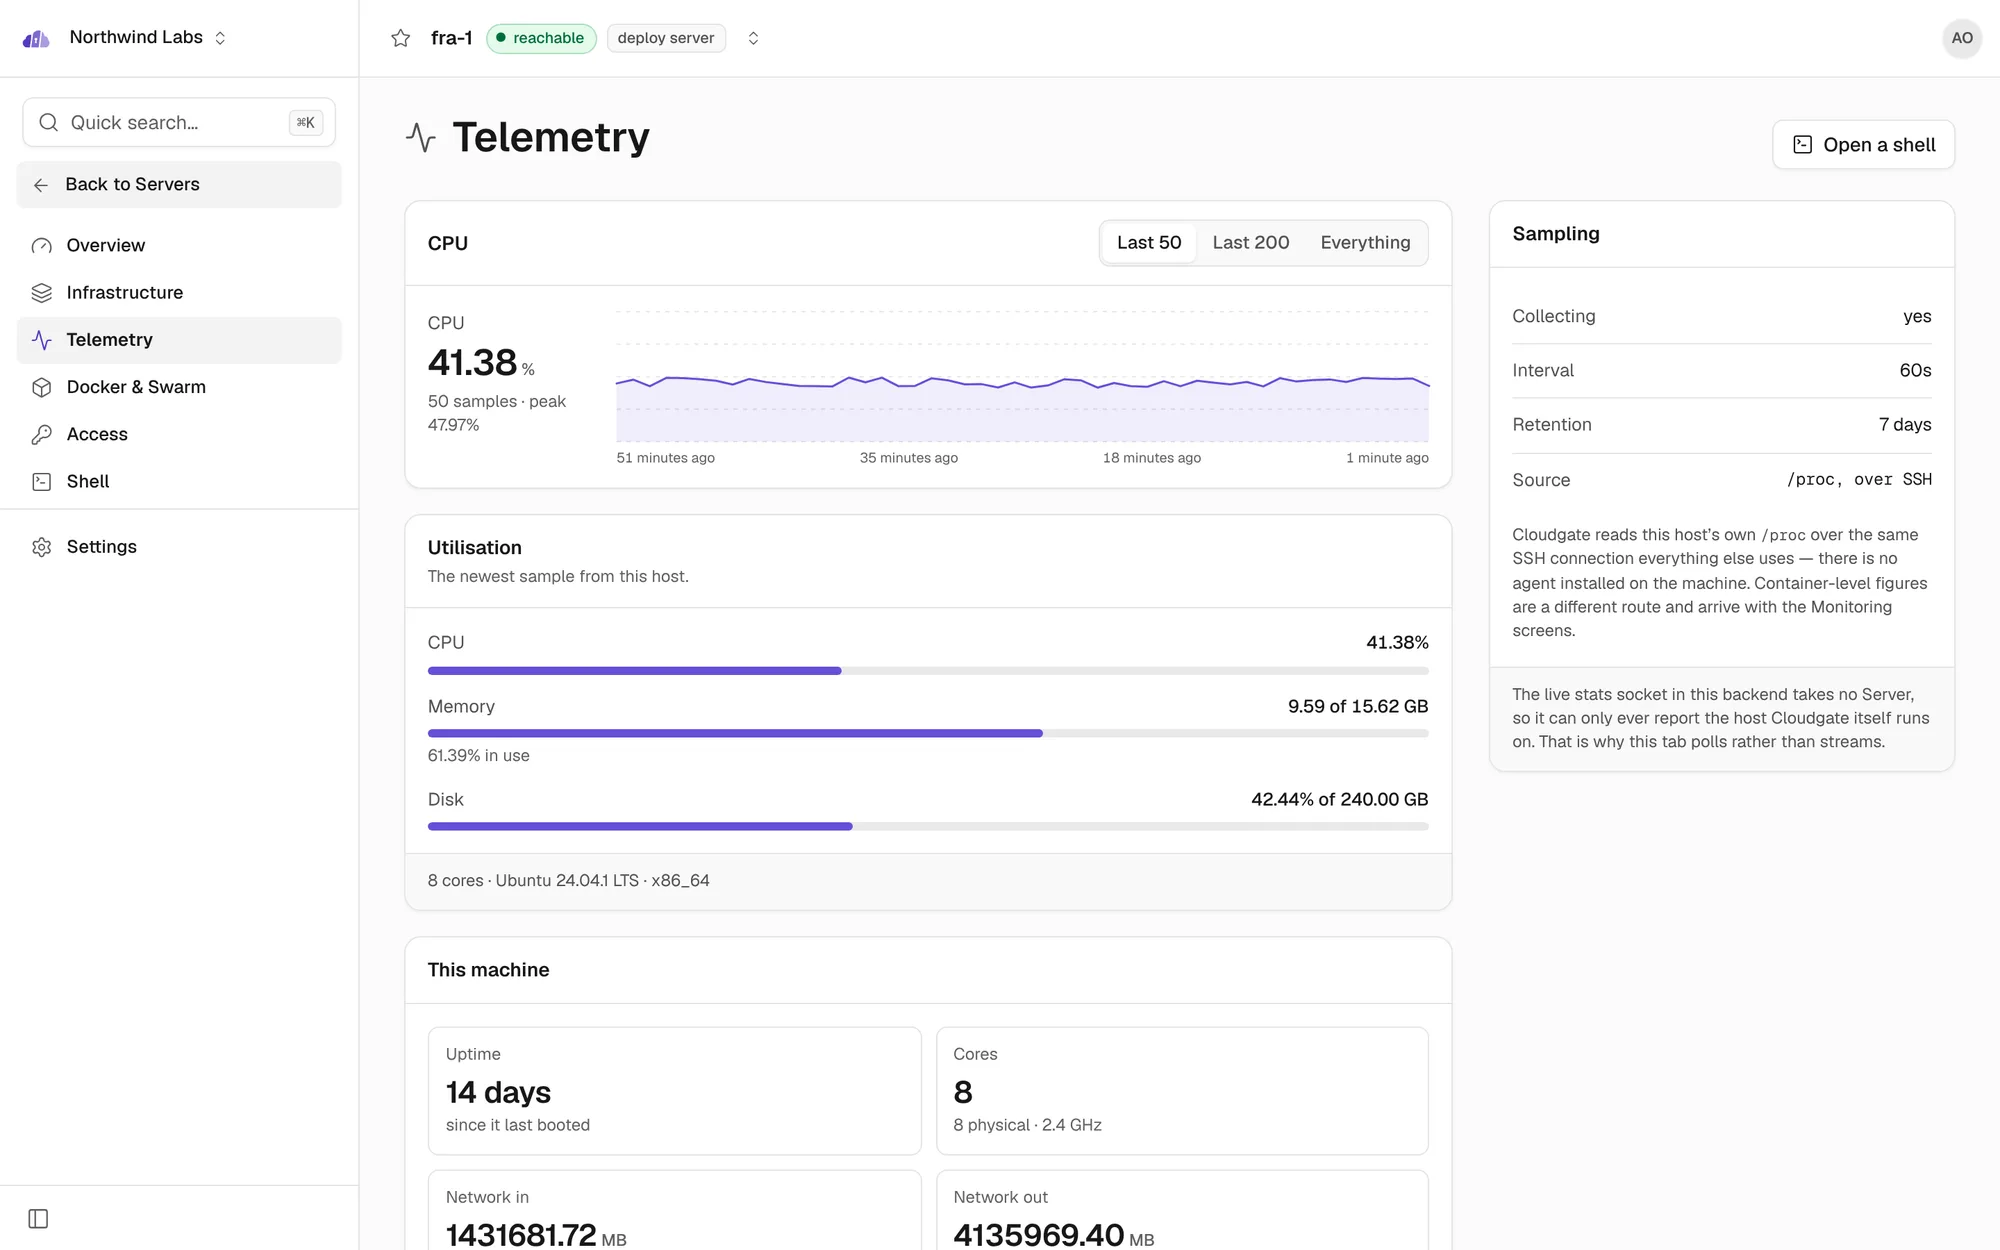 Northwind Labs
fra-1
reachable
deploy server
AO
Quick search...
⌘K
Back to Servers
Overview
Infrastructure
Telemetry
Docker & Swarm
Access
Shell
Settings
Telemetry
Open a shell
CPU
Last 50
Last 200
Everything
CPU
41.38 %
50 samples · peak
47.97%
51 minutes ago
35 minutes ago
18 minutes ago
1 minute ago
Utilisation
The newest sample from this host.
CPU
41.38%
Memory
9.59 of 15.62 GB
61.39% in use
Disk
42.44% of 240.00 GB
8 cores · Ubuntu 24.04.1 LTS · x86_64
This machine
Uptime
14 days
since it last booted
Cores
8
8 physical · 2.4 GHz
Network in
1431681.72 MB
Network out
4135969.40 MB
Sampling
Collecting
yes
Interval
60s
Retention
7 days
Source
/proc, over SSH
Cloudgate reads this host’s own /proc over the same
SSH connection everything else uses — there is no
agent installed on the machine. Container-level figures
are a different route and arrive with the Monitoring
screens.
The live stats socket in this backend takes no Server,
so it can only ever report the host Cloudgate itself runs
on. That is why this tab polls rather than streams.